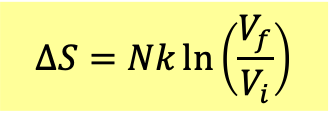 ΔS = Nk ln (V_f / V_i)